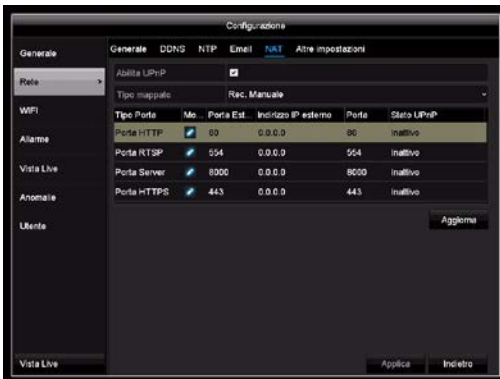 Configurazione
Generale
Rete
WIFI
Allarme
Vista Live
Anomalie
Utente
Vista Live
Generale DDNS NTP Email NAT Altre impostazioni
Abilita UPnP
Tipo mappate Rec. Manuale
Tipo Porta Mo... Porta Est... Indirizzo IP esterno Porta Stato UPnP
Porta HTTP 80 0.0.0.0 80 Inattivo
Porta RTSP 554 0.0.0.0 554 Inattivo
Porta Server 8000 0.0.0.0 8000 Inattivo
Porta HTTPS 443 0.0.0.0 443 Inattivo
Aggiorna
Applica Indietro